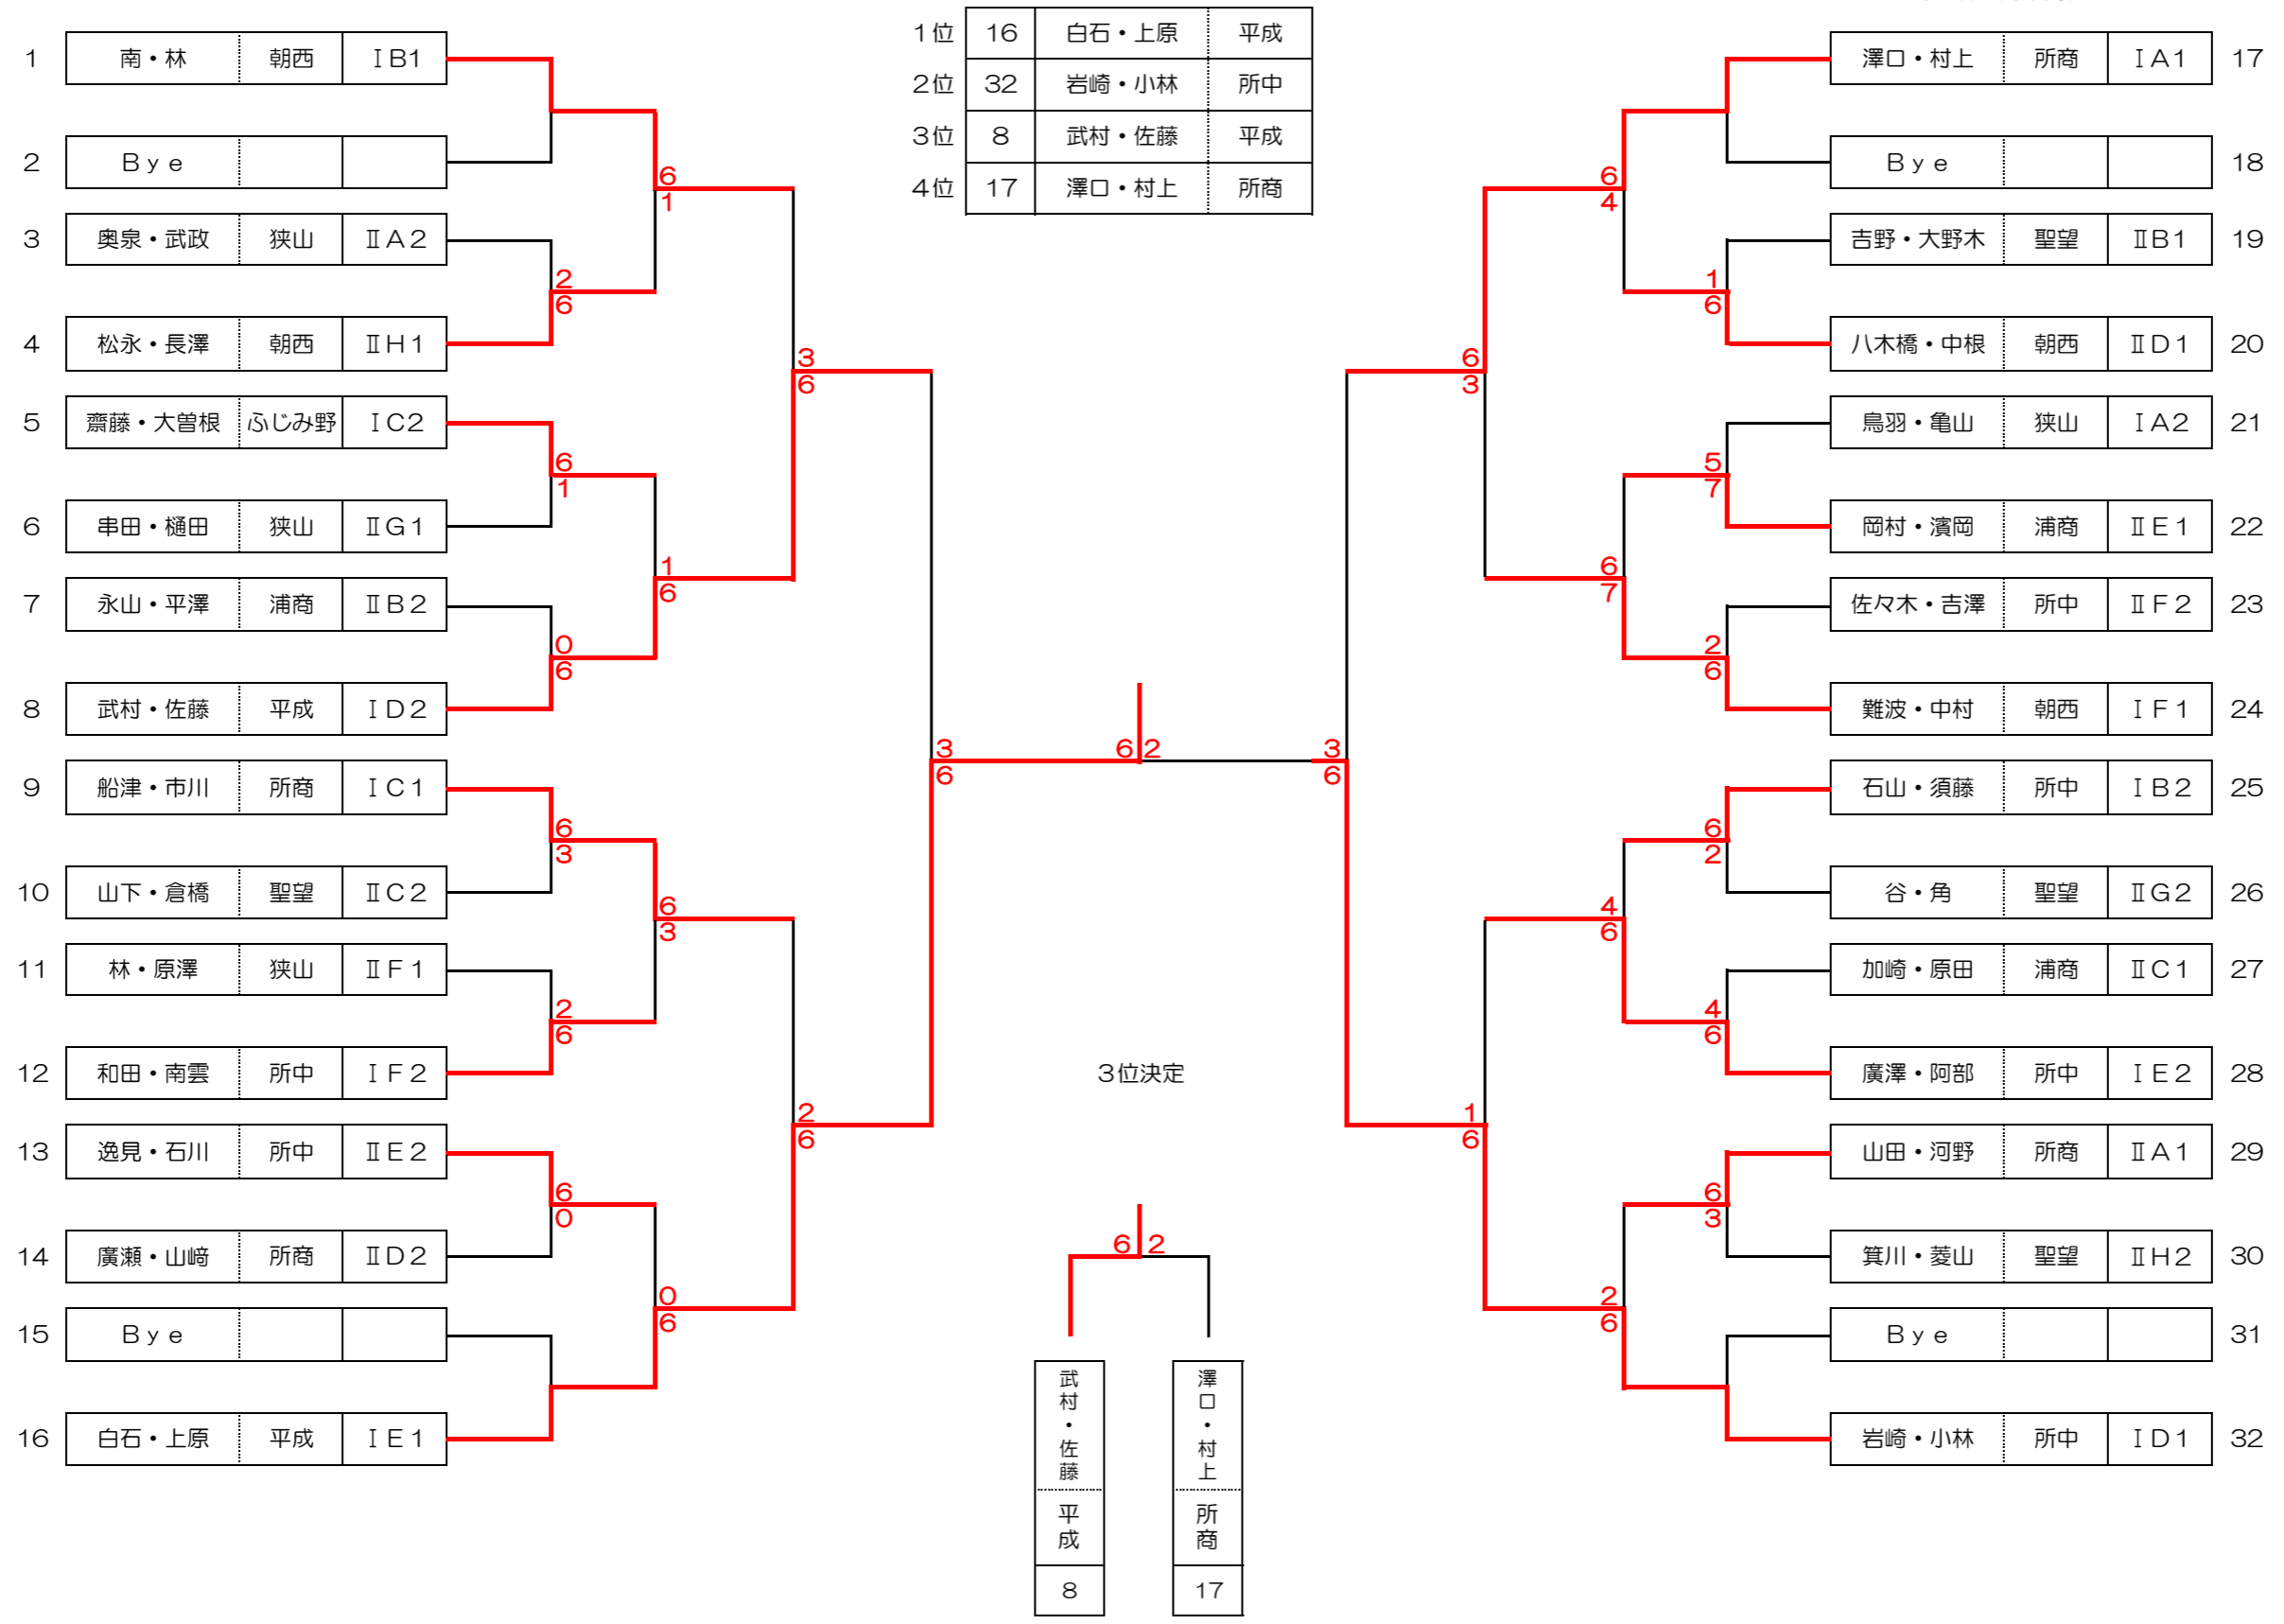 1位 16 白石・上原 平成
2位 32 岩崎・小林 所中
3位 8 武村・佐藤 平成
4位 17 澤口・村上 所商
1 南・林 朝西 ⅠB1
2 Bye
6
1
3 奥泉・武政 狭山 ⅡA2
2
6
4 松永・長澤 朝西 ⅡH1
3
6
5 齋藤・大曽根 ふじみ野 ⅠC2
6
1
6 串田・樋田 狭山 ⅡG1
1
6
7 永山・平澤 浦商 ⅡB2
0
6
8 武村・佐藤 平成 ⅠD2
3
6
9 船津・市川 所商 ⅠC1
6
3
10 山下・倉橋 聖望 ⅡC2
6
3
11 林・原澤 狭山 ⅡF1
2
6
12 和田・南雲 所中 ⅠF2
2
6
13 逸見・石川 所中 ⅡE2
6
0
14 廣瀬・山﨑 所商 ⅡD2
0
6
15 Bye
16 白石・上原 平成 ⅠE1
6 2
澤口・村上 所商 ⅠA1 17
Bye 18
6
4
吉野・大野木 聖望 ⅡB1 19
1
6
八木橋・中根 朝西 ⅡD1 20
6
3
鳥羽・亀山 狭山 ⅠA2 21
5
7
岡村・濱岡 浦商 ⅡE1 22
6
7
佐々木・吉澤 所中 ⅡF2 23
2
6
難波・中村 朝西 ⅠF1 24
3
6
石山・須藤 所中 ⅠB2 25
6
2
谷・角 聖望 ⅡG2 26
4
6
加崎・原田 浦商 ⅡC1 27
4
6
廣澤・阿部 所中 ⅠE2 28
1
6
山田・河野 所商 ⅡA1 29
6
3
箕川・菱山 聖望 ⅡH2 30
2
6
Bye 31
岩崎・小林 所中 ⅠD1 32
3位決定
6 2
武村・佐藤 平成 8
澤口・村上 所商 17